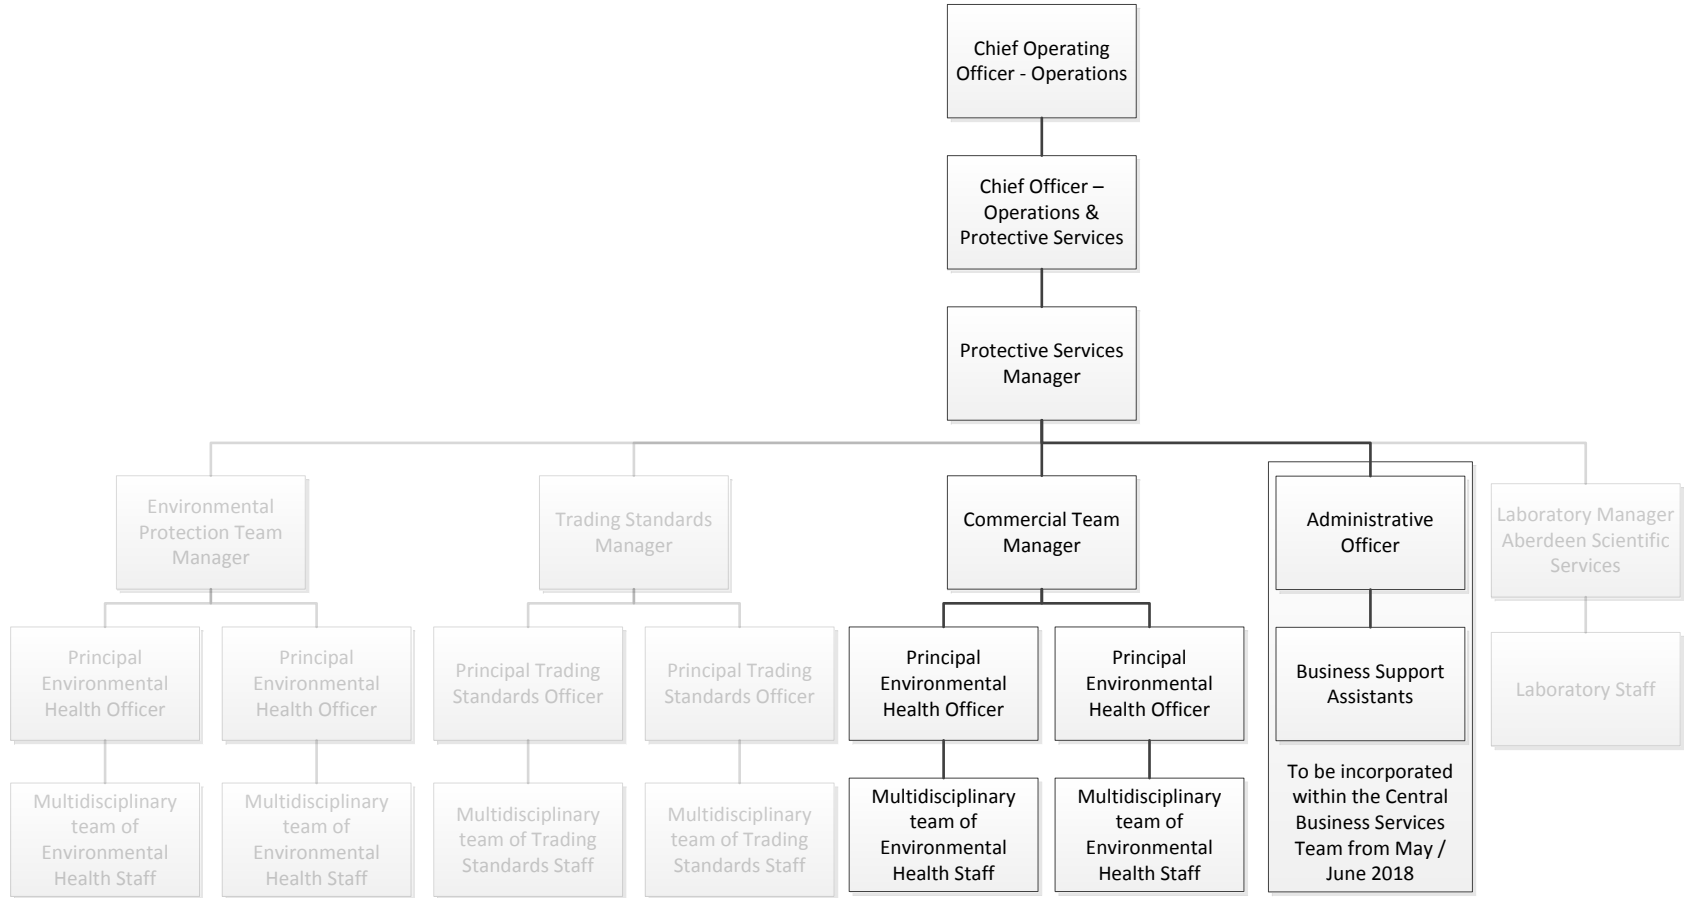 Chief Operating
Officer - Operations
Chief Officer –
Operations &
Protective Services
Protective Services
Manager
Environmental
Protection Team
Manager
Trading Standards
Manager
Commercial Team
Manager
Administrative
Officer
Laboratory Manager
Aberdeen Scientific
Services
Principal
Environmental
Health Officer
Principal
Environmental
Health Officer
Principal Trading
Standards Officer
Principal Trading
Standards Officer
Principal
Environmental
Health Officer
Principal
Environmental
Health Officer
Business Support
Assistants
Laboratory Staff
Multidisciplinary
team of
Environmental
Health Staff
Multidisciplinary
team of
Environmental
Health Staff
Multidisciplinary
team of Trading
Standards Staff
Multidisciplinary
team of Trading
Standards Staff
Multidisciplinary
team of
Environmental
Health Staff
Multidisciplinary
team of
Environmental
Health Staff
To be incorporated
within the Central
Business Services
Team from May /
June 2018